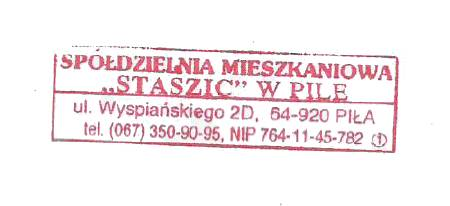 SPÓŁDZIELNIA MIESZKANIOWA
„STASZIC" W PILE
ul. Wyspiańskiego 2D, 64-920 PIŁA
tel. (067) 350-90-95, NIP 764-11-45-782 ①